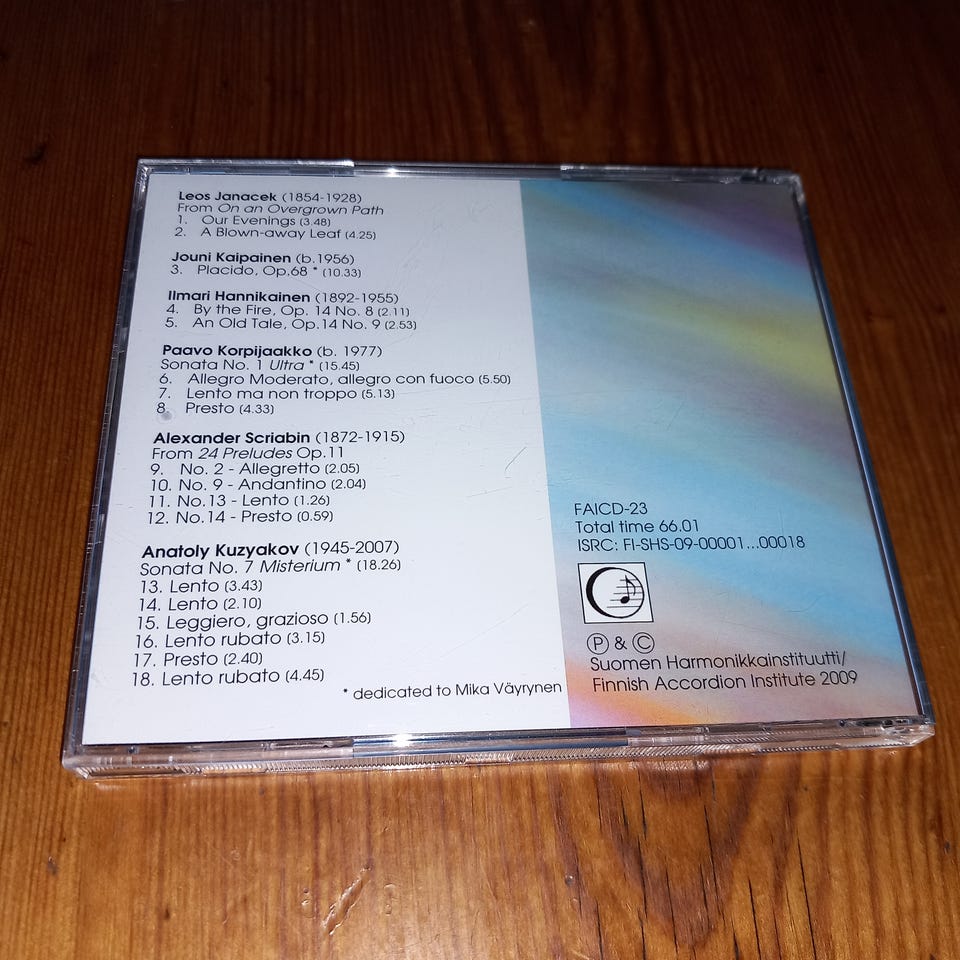 Leos Janacek (1854-1928)
From On an Overgrown Path
1. Our Evenings (3.48)
2. A Blown-away Leaf (4.25)
Jouni Kaipainen (b.1956)
3. Placido, Op.68 * (10.33)
Ilmari Hannikainen (1892-1955)
4. By the Fire, Op. 14 No. 8 (2.11)
5. An Old Tale, Op.14 No. 9 (2.53)
Paavo Korpijaakko (b. 1977)
Sonata No. 1 Ultra * (15.45)
6. Allegro Moderato, allegro con fuoco (5.50)
7. Lento ma non troppo (5.13)
8. Presto (4.33)
Alexander Scriabin (1872-1915)
From 24 Preludes Op.11
9. No. 2 - Allegretto (2.05)
10. No. 9 - Andantino (2.04)
11. No.13 - Lento (1.26)
12. No.14 - Presto (0.59)
Anatoly Kuzyakov (1945-2007)
Sonata No. 7 Misterium * (18.26)
13. Lento (3.43)
14. Lento (2.10)
15. Leggiero, grazioso (1.56)
16. Lento rubato (3.15)
17. Presto (2.40)
18. Lento rubato (4.45)
* dedicated to Mika Väyrynen
FAICD-23
Total time 66.01
ISRC: FI-SHS-09-00001...00018
Ⓟ & ©
Suomen Harmonikkainstituutti/
Finnish Accordion Institute 2009